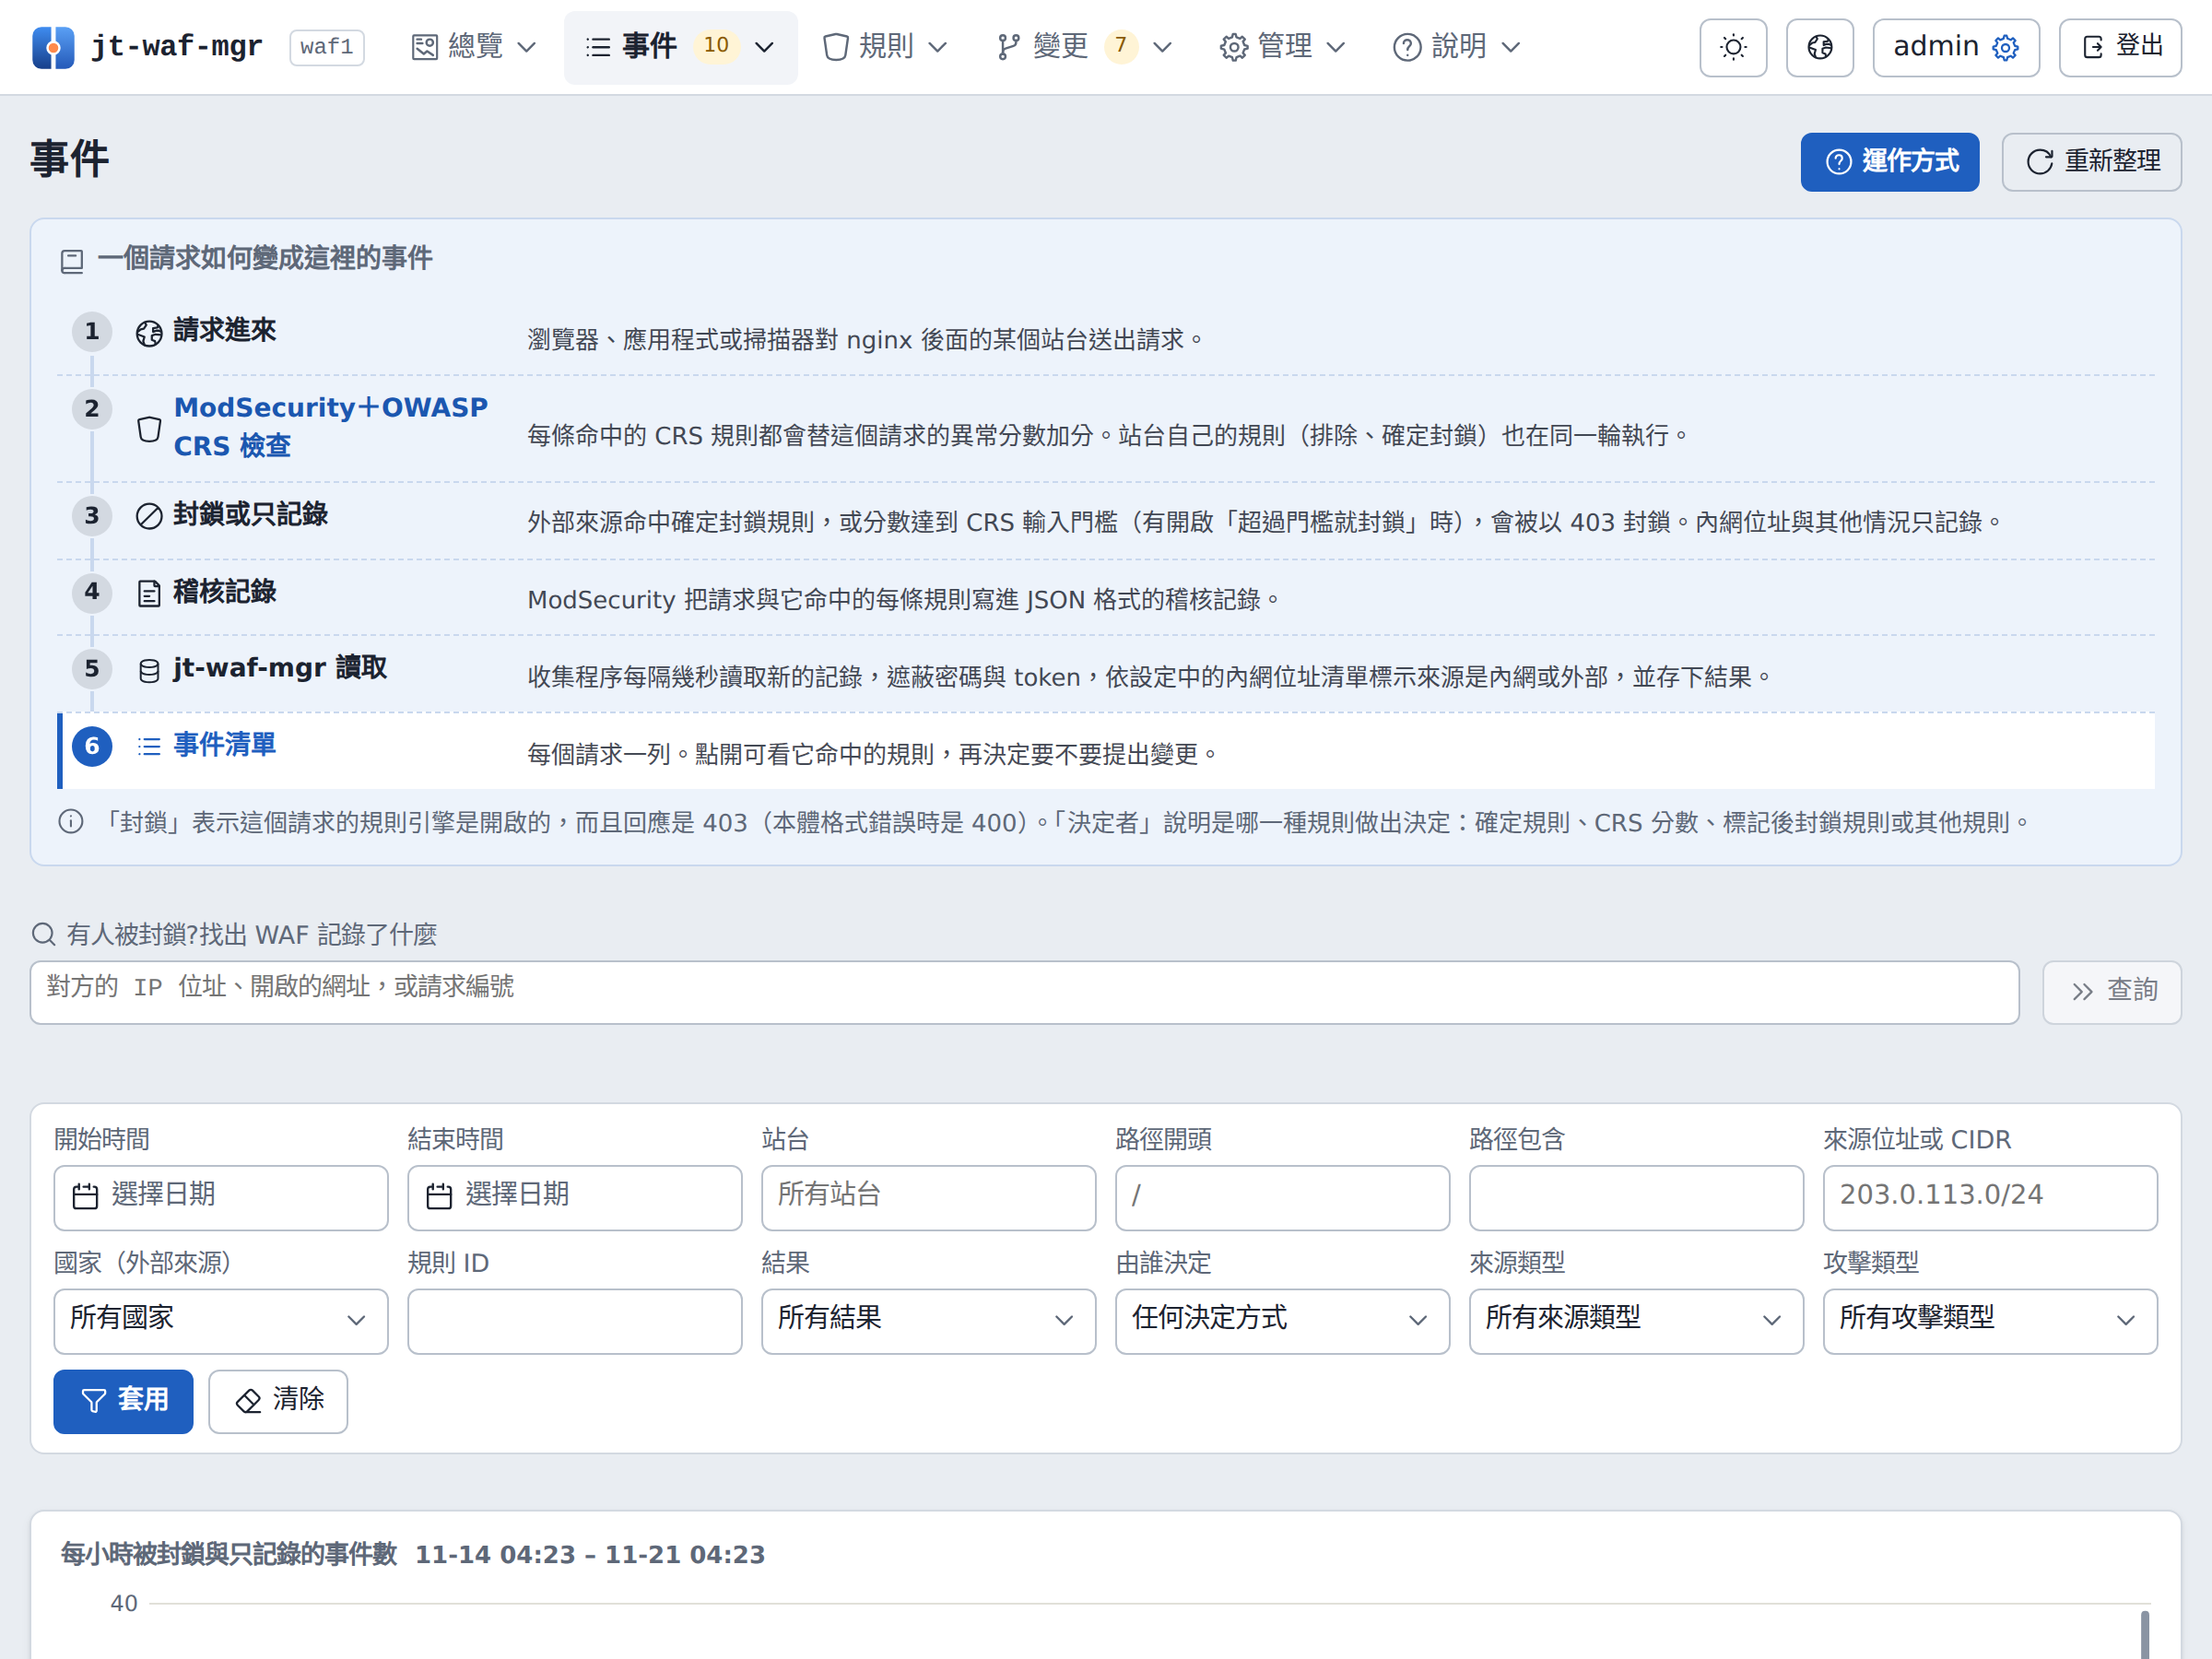 jt-waf-mgr waf1 總覽 事件 10 規則 變更 7 管理 說明 admin 登出
事件 運作方式 重新整理
一個請求如何變成這裡的事件
1 請求進來 瀏覽器、應用程式或掃描器對 nginx 後面的某個站台送出請求。
2 ModSecurity＋OWASP CRS 檢查 每條命中的 CRS 規則都會替這個請求的異常分數加分。站台自己的規則（排除、確定封鎖）也在同一輪執行。
3 封鎖或只記錄 外部來源命中確定封鎖規則，或分數達到 CRS 輸入門檻（有開啟「超過門檻就封鎖」時），會被以 403 封鎖。內網位址與其他情況只記錄。
4 稽核記錄 ModSecurity 把請求與它命中的每條規則寫進 JSON 格式的稽核記錄。
5 jt-waf-mgr 讀取 收集程序每隔幾秒讀取新的記錄，遮蔽密碼與 token，依設定中的內網位址清單標示來源是內網或外部，並存下結果。
6 事件清單 每個請求一列。點開可看它命中的規則，再決定要不要提出變更。
「封鎖」表示這個請求的規則引擎是開啟的，而且回應是 403（本體格式錯誤時是 400）。「決定者」說明是哪一種規則做出決定：確定規則、CRS 分數、標記後封鎖規則或其他規則。
有人被封鎖?找出 WAF 記錄了什麼
對方的 IP 位址、開啟的網址，或請求編號 查詢
開始時間 結束時間 站台 路徑開頭 路徑包含 來源位址或 CIDR
選擇日期 選擇日期 所有站台 / 203.0.113.0/24
國家（外部來源） 規則 ID 結果 由誰決定 來源類型 攻擊類型
所有國家 所有結果 任何決定方式 所有來源類型 所有攻擊類型
套用 清除
每小時被封鎖與只記錄的事件數 11-14 04:23 – 11-21 04:23
40